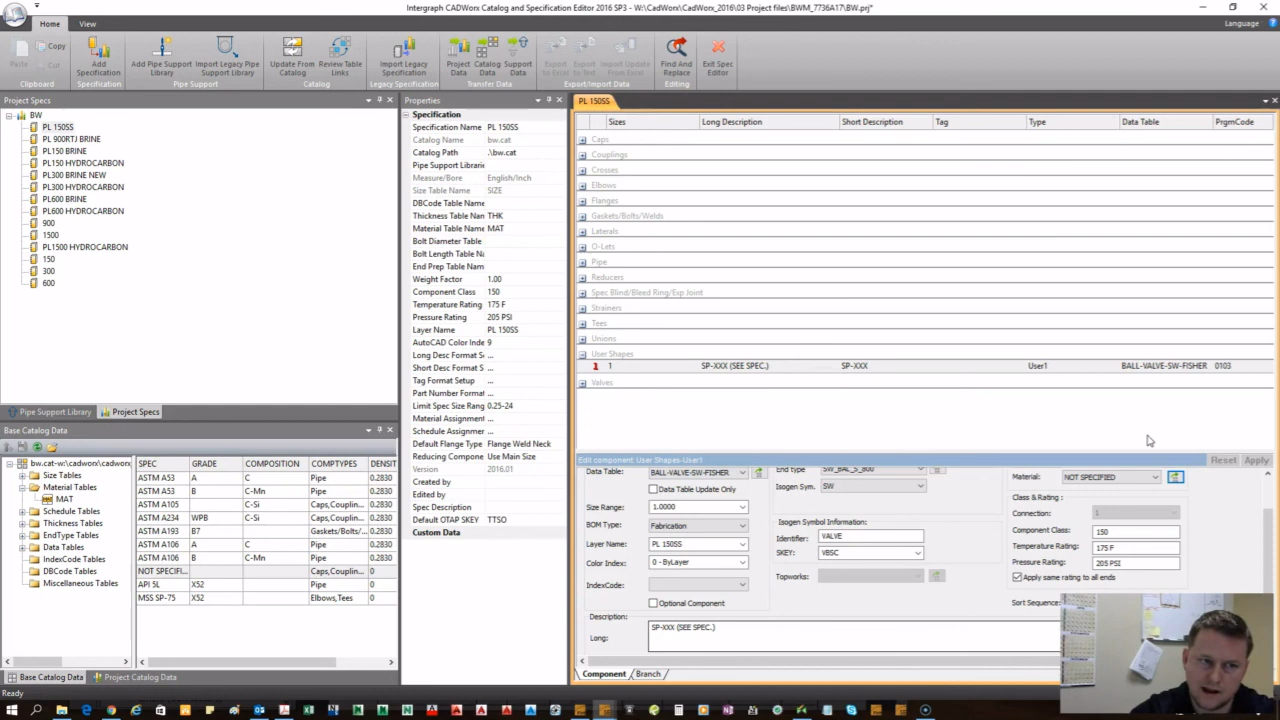 Intergraph CADWorx Catalog and Specification Editor 2016 SP3 - W:\CadWorx\CadWorx_2016\03 Project files\BWM_7736A17\BW.prj*
Home View Language
Paste Copy Cut
Add Specification
Add Pipe Support Library
Import Legacy Pipe Support Library
Update From Catalog
Review Table Links
Import Legacy Specification
Project Data
Catalog Data
Support Data
Export to Excel
Export to Text
Import Update From Excel
Find And Replace
Exit Spec Editor
Clipboard Specification Pipe Support Catalog Legacy Specification Transfer Data Export/Import Data Editing
Project Specs
BW
PL 150SS
PL 900RTJ BRINE
PL150 BRINE
PL150 HYDROCARBON
PL300 BRINE NEW
PL300 HYDROCARBON
PL600 BRINE
PL600 HYDROCARBON
900
1500
PL1500 HYDROCARBON
150
300
600
Pipe Support Library Project Specs
Base Catalog Data
bw.cat-w:\cadworx\cadworx
Size Tables
Material Tables
MAT
Schedule Tables
Thickness Tables
EndType Tables
Data Tables
IndexCode Tables
DBCode Tables
Miscellaneous Tables
SPEC GRADE COMPOSITION COMPTYPES DENSIT
ASTM A53 A C Pipe 0.2830
ASTM A53 B C-Mn Pipe 0.2830
ASTM A105 C-Si Caps,Couplin... 0.2830
ASTM A234 WPB C-Si Caps,Couplin... 0.2830
ASTM A193 B7 Gaskets/Bolts/... 0.2830
ASTM A106 A C Pipe 0.2830
ASTM A106 B C-Mn Pipe 0.2830
NOT SPECIFI... Caps,Couplin... 0
API 5L X52 0
MSS SP-75 X52 Elbows,Tees 0
Base Catalog Data Project Catalog Data
Ready
Properties
Specification
Specification Name PL 150SS
Catalog Name bw.cat
Catalog Path .\bw.cat
Pipe Support Librarie
Measure/Bore English/Inch
Size Table Name SIZE
DBCode Table Name
Thickness Table Nan THK
Material Table Name MAT
Bolt Diameter Table
Bolt Length Table Na
End Prep Table Name
Weight Factor 1.00
Component Class 150
Temperature Rating 175 F
Pressure Rating 205 PSI
Layer Name PL 150SS
AutoCAD Color Inde 9
Long Desc Format S ...
Short Desc Format S ...
Tag Format Setup ...
Part Number Format ...
Limit Spec Size Rang 0.25-24
Material Assignment ...
Schedule Assignmer ...
Default Flange Type Flange Weld Neck
Reducing Compone Use Main Size
Version 2016.01
Created by
Edited by
Spec Description
Default OTAP SKEY TTSO
Custom Data
PL 150SS
Sizes Long Description Short Description Tag Type Data Table PrgmCode
Caps
Couplings
Crosses
Elbows
Flanges
Gaskets/Bolts/Welds
Laterals
O-Lets
Pipe
Reducers
Spec Blind/Bleed Ring/Exp Joint
Strainers
Tees
Unions
User Shapes
1 1 SP-XXX (SEE SPEC.) SP-XXX User1 BALL-VALVE-SW-FISHER 0103
Valves
Edit component: User Shapes-User1 Reset Apply
Data Table: BALL-VALVE-SW-FISHER
Data Table Update Only
Size Range: 1.0000
BOM Type: Fabrication
Layer Name: PL 150SS
Color Index: 0 - ByLayer
IndexCode:
Optional Component
Description:
Long: SP-XXX (SEE SPEC.)
End type SW_BAL_S_800
Isogen Sym. SW
Isogen Symbol Information:
Identifier: VALVE
SKEY: VBSC
Topworks:
Material: NOT SPECIFIED
Class & Rating:
Connection: 1
Component Class: 150
Temperature Rating: 175 F
Pressure Rating: 205 PSI
Apply same rating to all ends
Sort Sequence:
Component Branch